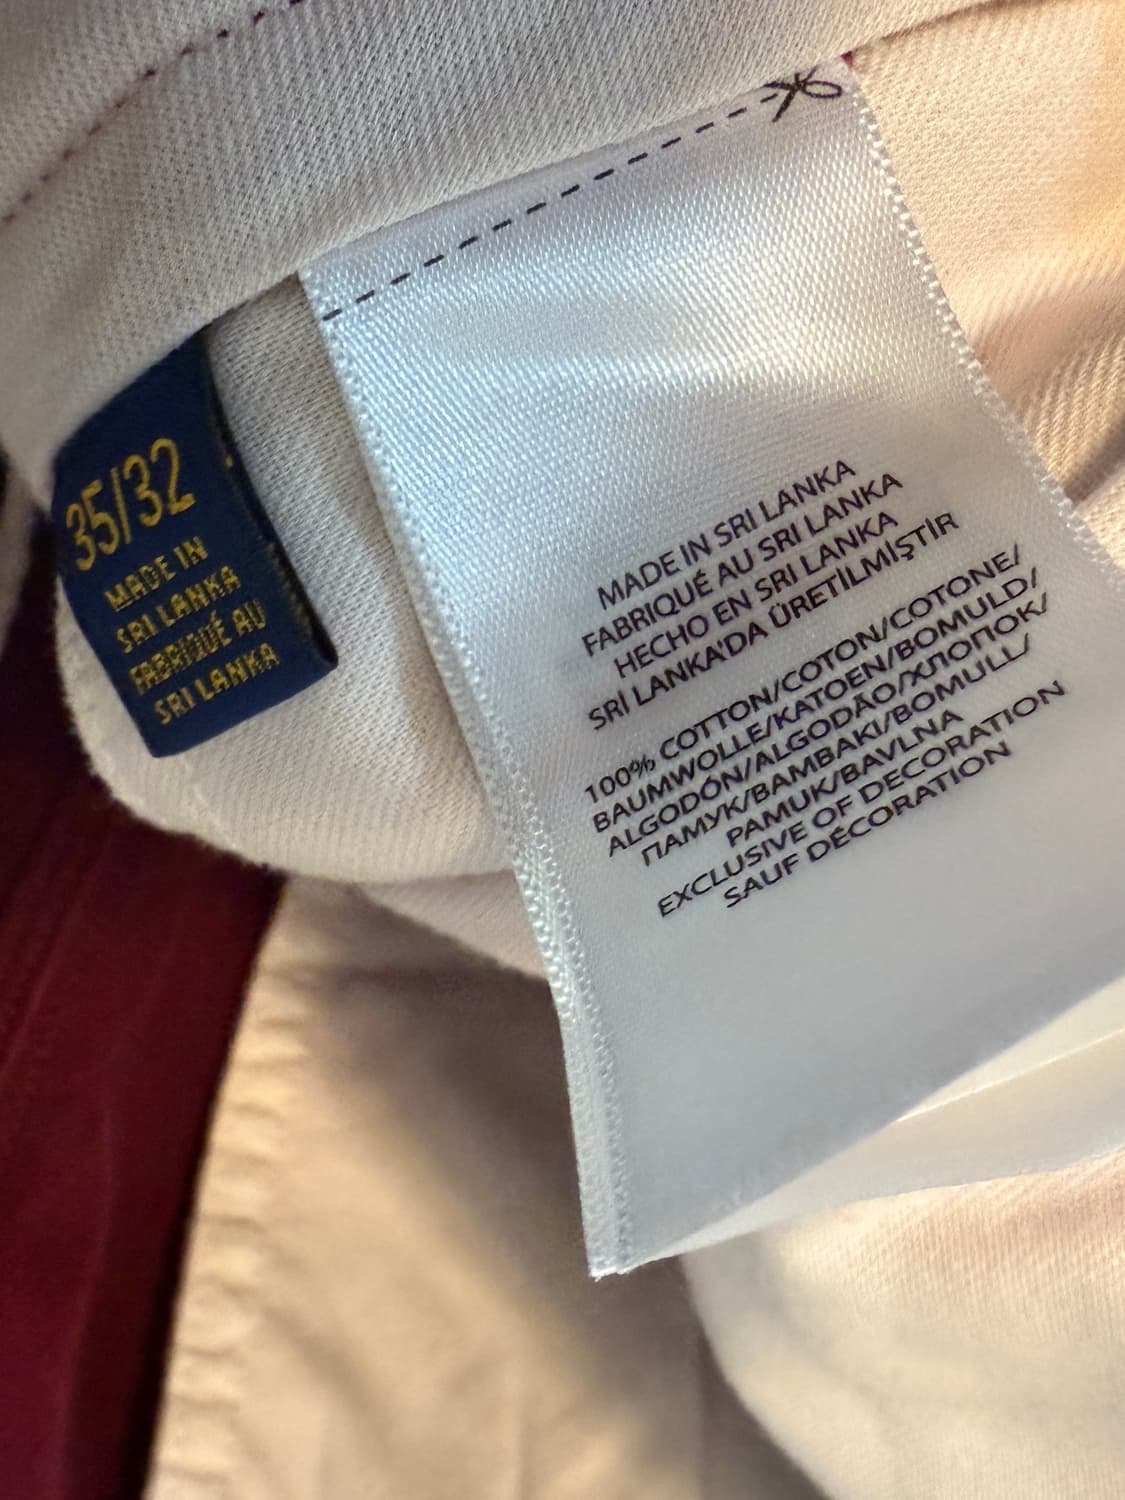 35/32
MADE IN
SRI LANKA
FABRIQUÉ AU
SRI LANKA
MADE IN SRI LANKA
FABRIQUÉ AU SRI LANKA
HECHO EN SRI LANKA
SRİ LANKA'DA ÜRETİLMİŞTİR
100% COTTON/COTON/COTONE/
BAUMWOLLE/KATOEN/BOMULD/
ALGODÓN/ALGODÃO/ХЛОПОК/
ПАМУК/BAMBAKI/BOMULL/
PAMUK/BAVLNA
EXCLUSIVE OF DECORATION
SAUF DÉCORATION